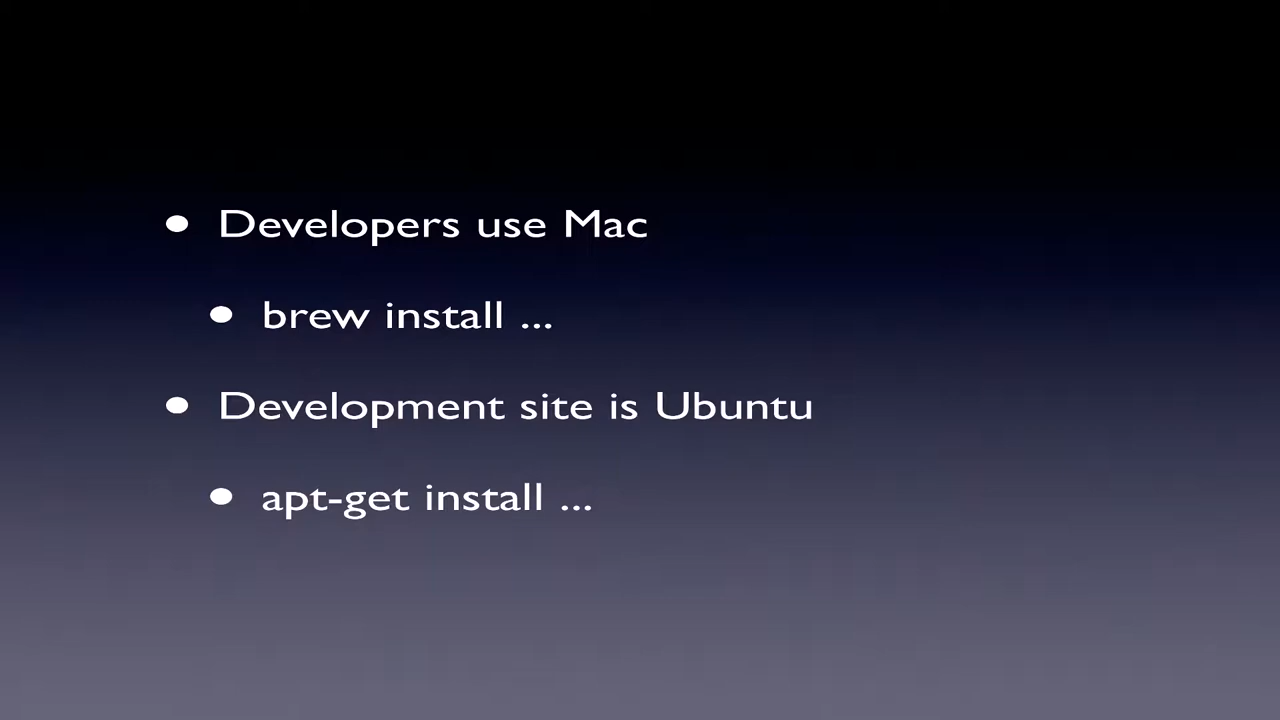 • Developers use Mac
• brew install ...
• Development site is Ubuntu
• apt-get install ...